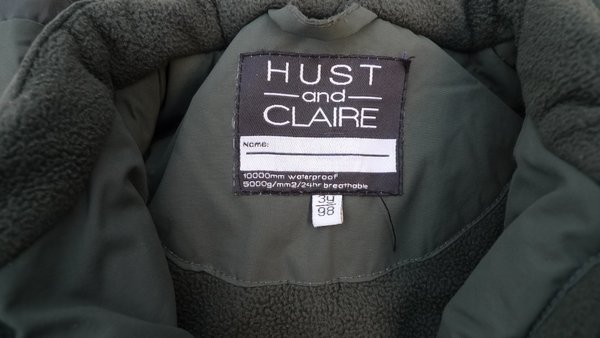 HUST
and
CLAIRE
Name:
10000mm waterproof
5000g/mm2/24hr breathable
3y
98